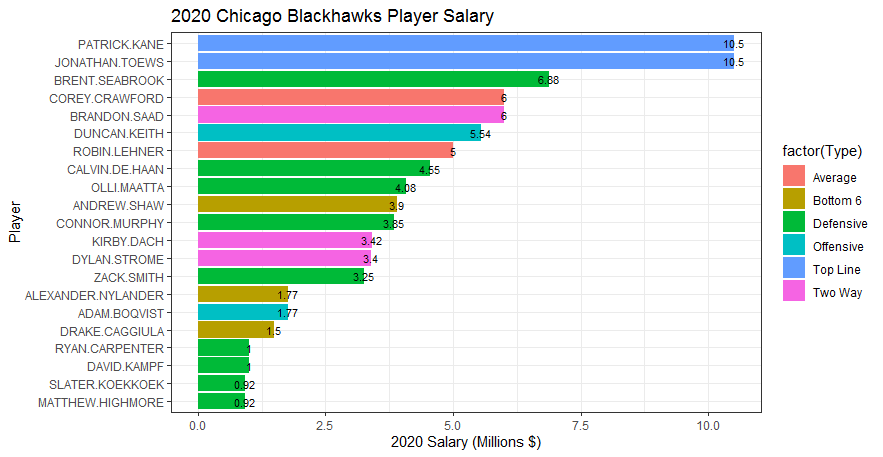 2020 Chicago Blackhawks Player Salary
Player
PATRICK.KANE 10.5
JONATHAN.TOEWS 10.5
BRENT.SEABROOK 6.88
COREY.CRAWFORD 6
BRANDON.SAAD 6
DUNCAN.KEITH 5.54
ROBIN.LEHNER 5
CALVIN.DE.HAAN 4.55
OLLI.MAATTA 4.08
ANDREW.SHAW 3.9
CONNOR.MURPHY 3.85
KIRBY.DACH 3.42
DYLAN.STROME 3.4
ZACK.SMITH 3.25
ALEXANDER.NYLANDER 1.77
ADAM.BOQVIST 1.77
DRAKE.CAGGIULA 1.5
RYAN.CARPENTER 1
DAVID.KAMPF 1
SLATER.KOEKKOEK 0.92
MATTHEW.HIGHMORE 0.92
0.0 2.5 5.0 7.5 10.0
2020 Salary (Millions $)
factor(Type)
Average
Bottom 6
Defensive
Offensive
Top Line
Two Way